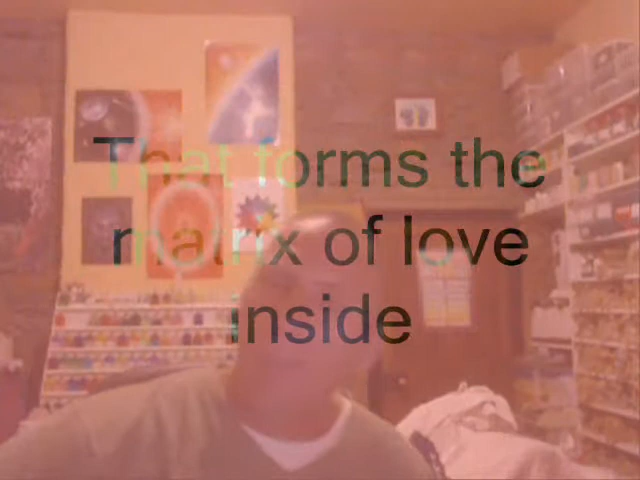 That forms the
matrix of love
inside